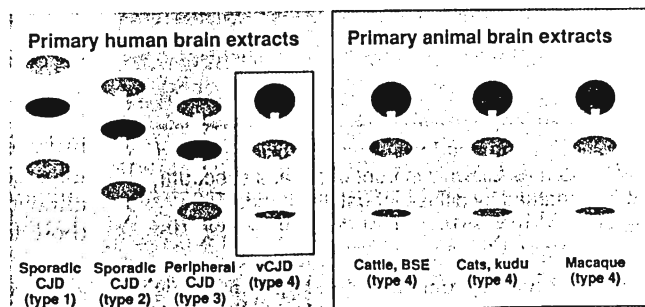 Primary human brain extracts
Sporadic
CJD
(type 1)
Sporadic
CJD
(type 2)
Peripheral
CJD
(type 3)
vCJD
(type 4)
Primary animal brain extracts
Cattle, BSE
(type 4)
Cats, kudu
(type 4)
Macaque
(type 4)